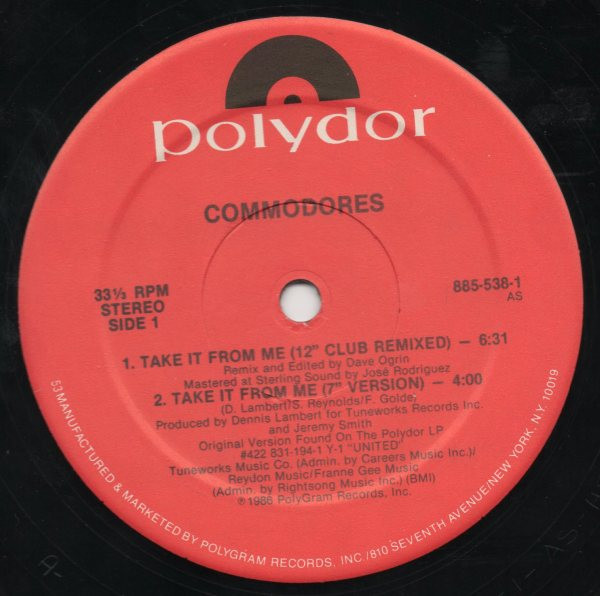 polydor
COMMODORES
33⅓ RPM
STEREO
SIDE 1
885-538-1
AS
1. TAKE IT FROM ME (12" CLUB REMIXED) — 6:31
Remix and Edited by Dave Ogrin
Mastered at Sterling Sound by José Rodriguez
2. TAKE IT FROM ME (7" VERSION) — 4:00
(D. Lambert/S. Reynolds/F. Golde)
Produced by Dennis Lambert for Tuneworks Records Inc.
and Jeremy Smith
Original Version Found On The Polydor LP
#422 831-194-1 Y-1 "UNITED"
Tuneworks Music Co. (Admin. by Careers Music Inc.)/
Reydon Music/Franne Gee Music
(Admin. by Rightsong Music Inc.) (BMI)
℗1986 PolyGram Records, Inc.
53 MANUFACTURED & MARKETED BY POLYGRAM RECORDS, INC./810 SEVENTH AVENUE/NEW YORK, N.Y. 10019